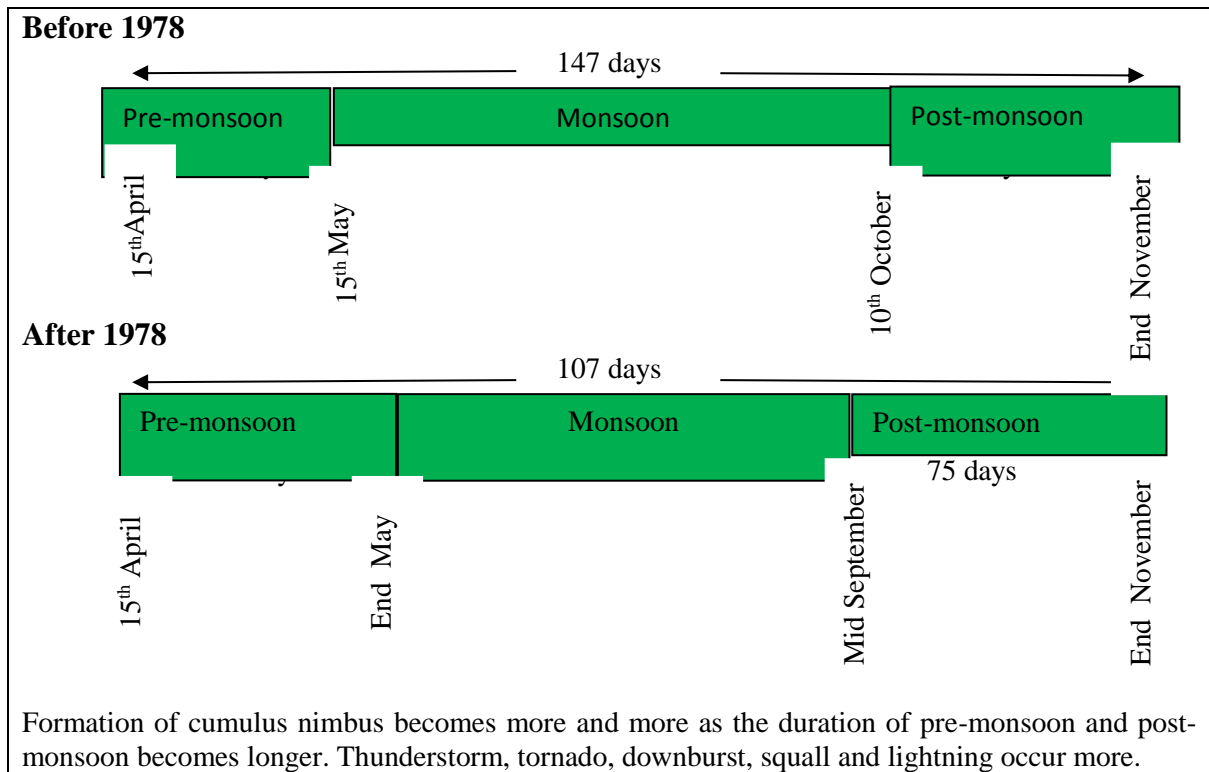 Before 1978
147 days
Pre-monsoon
Monsoon
Post-monsoon
15th April
15th May
10th October
End November
After 1978
107 days
Pre-monsoon
Monsoon
Post-monsoon
75 days
15th April
End May
Mid September
End November
Formation of cumulus nimbus becomes more and more as the duration of pre-monsoon and post-
monsoon becomes longer. Thunderstorm, tornado, downburst, squall and lightning occur more.